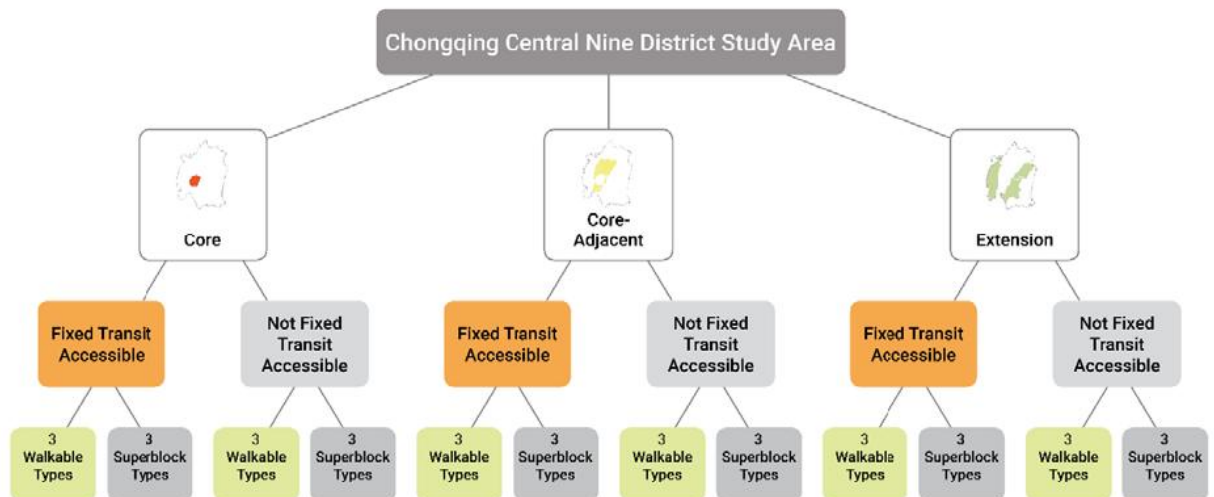 Chongqing Central Nine District Study Area
Core
Core-
Adjacent
Extension
Fixed Transit
Accessible
Not Fixed
Transit
Accessible
Fixed Transit
Accessible
Not Fixed
Transit
Accessible
Fixed Transit
Accessible
Not Fixed
Transit
Accessible
3
Walkable
Types
3
Superblock
Types
3
Walkable
Types
3
Superblock
Types
3
Walkable
Types
3
Superblock
Types
3
Walkable
Types
3
Superblock
Types
3
Walkable
Types
3
Superblock
Types
3
Walkable
Types
3
Superblock
Types